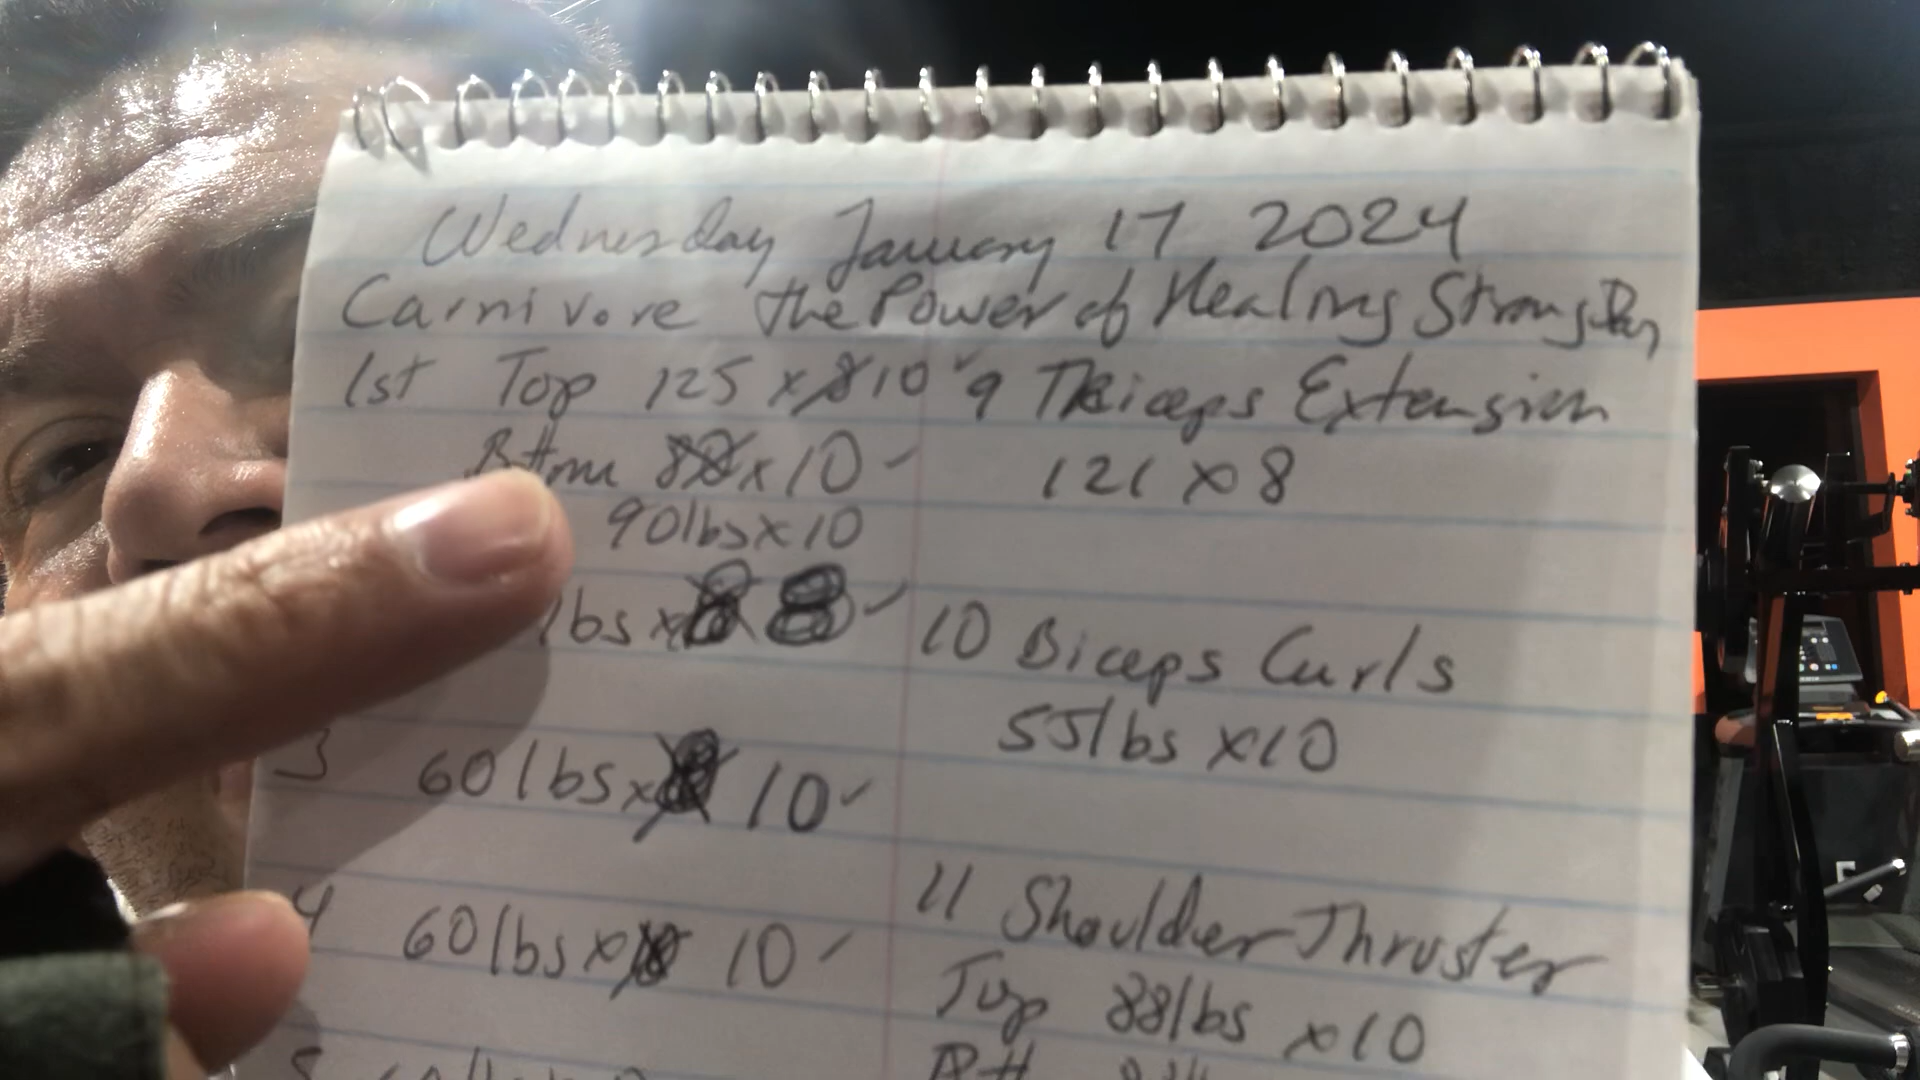 Wednesday January 17 2024
Carnivore the Power of Healing Strong Day
1st Top 125 x 10 ✓
Bottom x 10 ✓
90lbs x 10
lbs x 8 ✓
3 60lbs x 10 ✓
4 60lbs x 10 ✓
5
9 Triceps Extension
121 x 8
10 Biceps Curls
55lbs x 10
11 Shoulder Thruster
Top 88lbs x 10